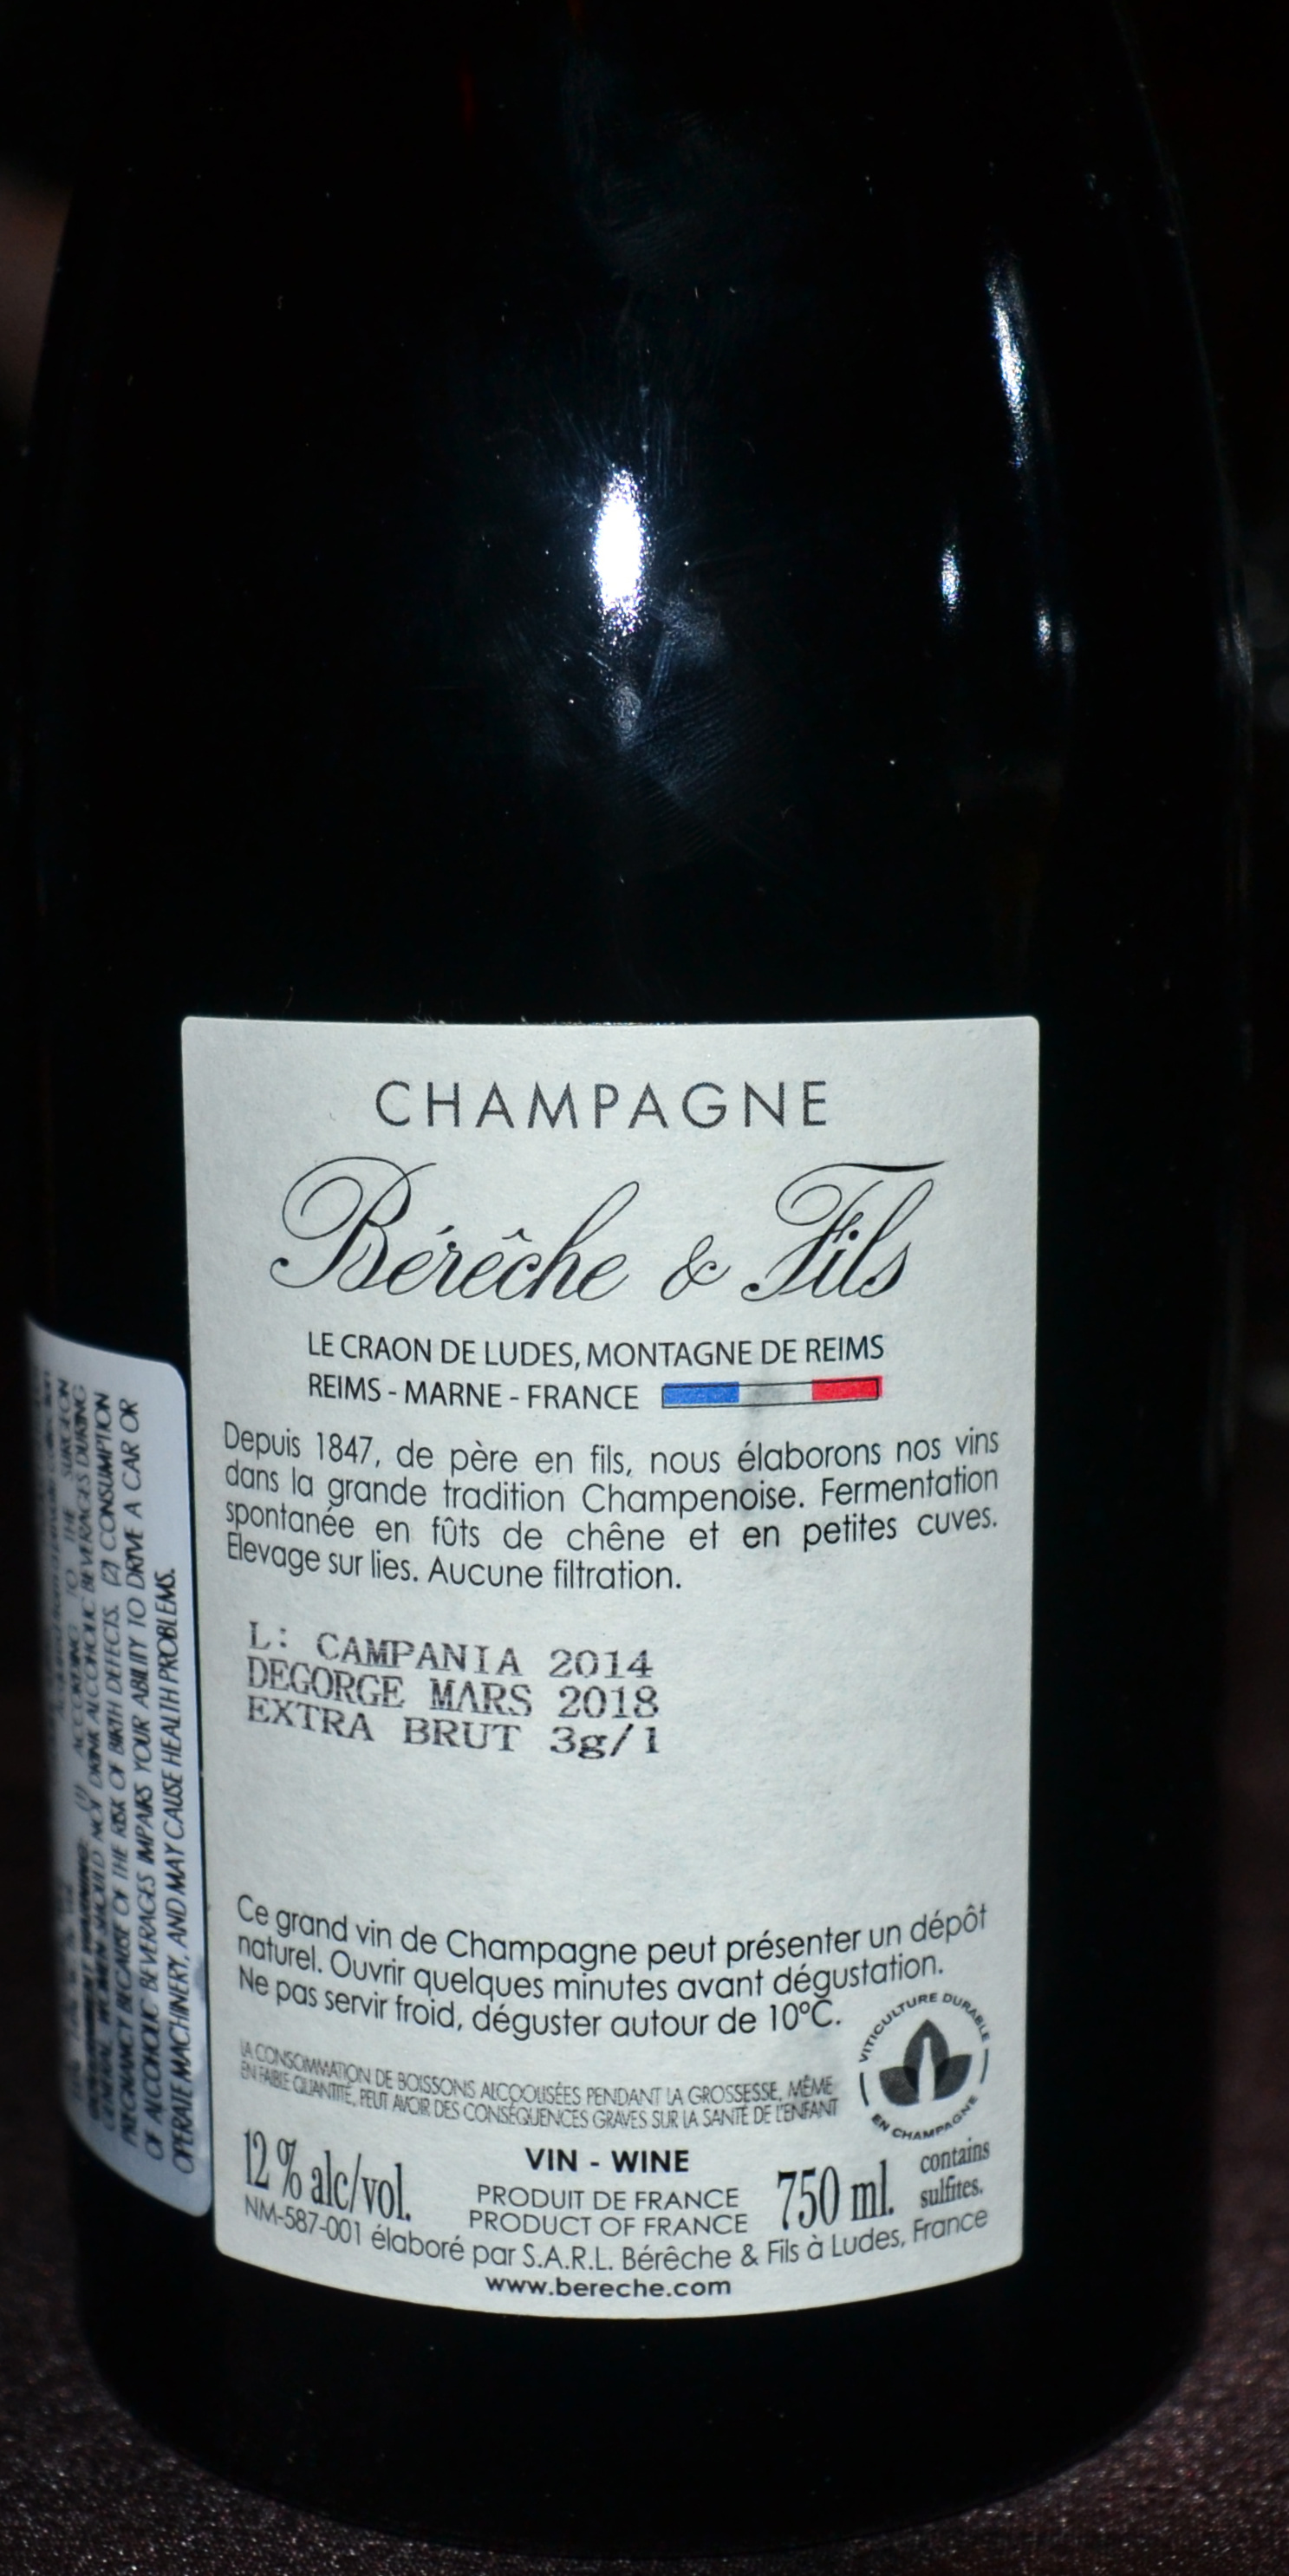 CHAMPAGNE
Bérêche & Fils
LE CRAON DE LUDES, MONTAGNE DE REIMS
REIMS - MARNE - FRANCE
Depuis 1847, de père en fils, nous élaborons nos vins
dans la grande tradition Champenoise. Fermentation
spontanée en fûts de chêne et en petites cuves.
Elevage sur lies. Aucune filtration.
L: CAMPANIA 2014
DEGORGE MARS 2018
EXTRA BRUT 3g/l
Ce grand vin de Champagne peut présenter un dépôt
naturel. Ouvrir quelques minutes avant dégustation.
Ne pas servir froid, déguster autour de 10°C.
VITICULTURE DURABLE
EN CHAMPAGNE
LA CONSOMMATION DE BOISSONS ALCOOLISÉES PENDANT LA GROSSESSE, MÊME
EN FAIBLE QUANTITÉ, PEUT AVOIR DES CONSÉQUENCES GRAVES SUR LA SANTÉ DE L'ENFANT
12 % alc/vol.
VIN - WINE
PRODUIT DE FRANCE
PRODUCT OF FRANCE
750 ml.
contains
sulfites.
NM-587-001 élaboré par S.A.R.L. Bérêche & Fils à Ludes, France
www.bereche.com
WARNING: (1) ACCORDING TO THE SURGEON
GENERAL, WOMEN SHOULD NOT DRINK ALCOHOLIC BEVERAGES DURING
PREGNANCY BECAUSE OF THE RISK OF BIRTH DEFECTS. (2) CONSUMPTION
OF ALCOHOLIC BEVERAGES IMPAIRS YOUR ABILITY TO DRIVE A CAR OR
OPERATE MACHINERY, AND MAY CAUSE HEALTH PROBLEMS.